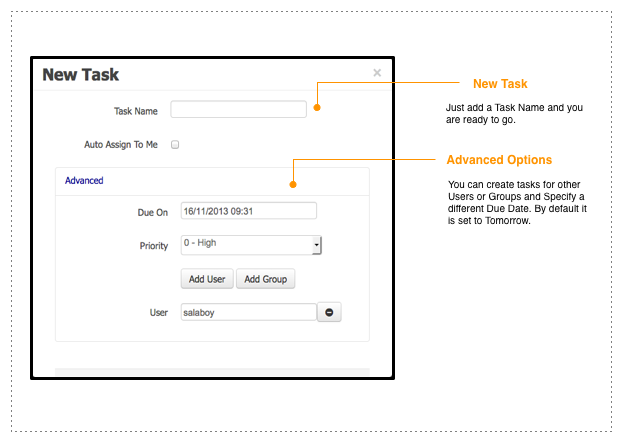 New Task
×
Task Name
Auto Assign To Me
Advanced
Due On 16/11/2013 09:31
Priority 0 - High
Add User Add Group
User salaboy
New Task
Just add a Task Name and you
are ready to go.
Advanced Options
You can create tasks for other
Users or Groups and Specify a
different Due Date. By default it
is set to Tomorrow.